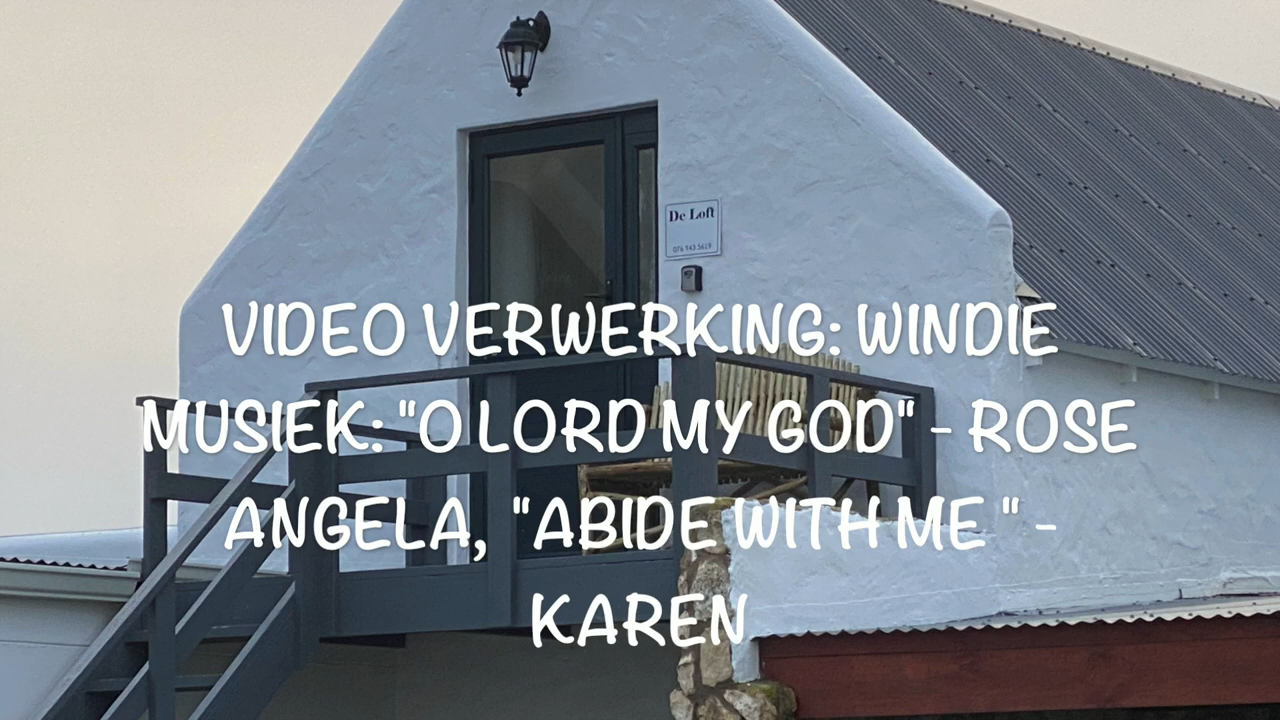 De Loft
076 943 5619
VIDEO VERWERKING: WINDIE
MUSIEK: "O LORD MY GOD" - ROSE
ANGELA, "ABIDE WITH ME " -
KAREN